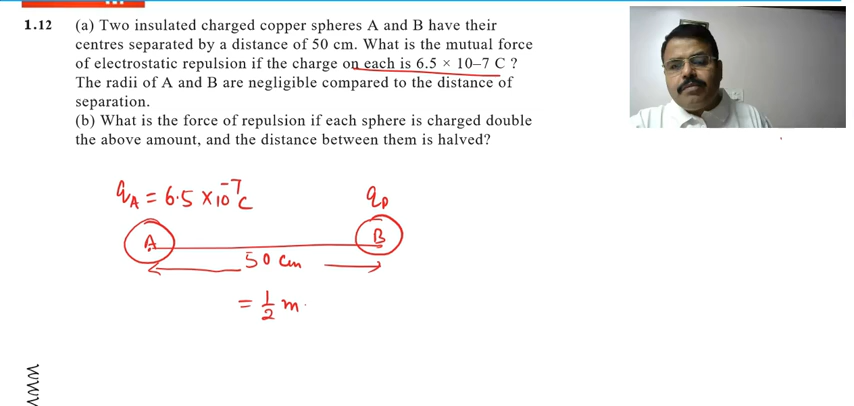 1.12 (a) Two insulated charged copper spheres A and B have their
centres separated by a distance of 50 cm. What is the mutual force
of electrostatic repulsion if the charge on each is 6.5 × 10–7 C ?
The radii of A and B are negligible compared to the distance of
separation.
(b) What is the force of repulsion if each sphere is charged double
the above amount, and the distance between them is halved?
qA = 6.5 ×10⁻⁷C
A B
50 cm
= 1/2 m